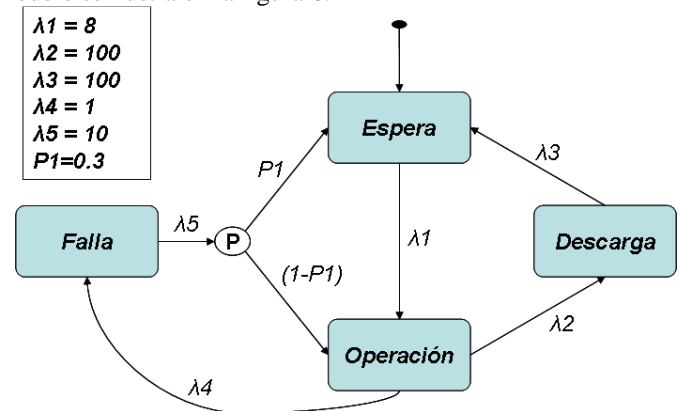 λ1 = 8
λ2 = 100
λ3 = 100
λ4 = 1
λ5 = 10
P1=0.3
Espera
P1
λ3
λ5
Falla
P
λ1
Descarga
(1-P1)
λ2
Operación
λ4